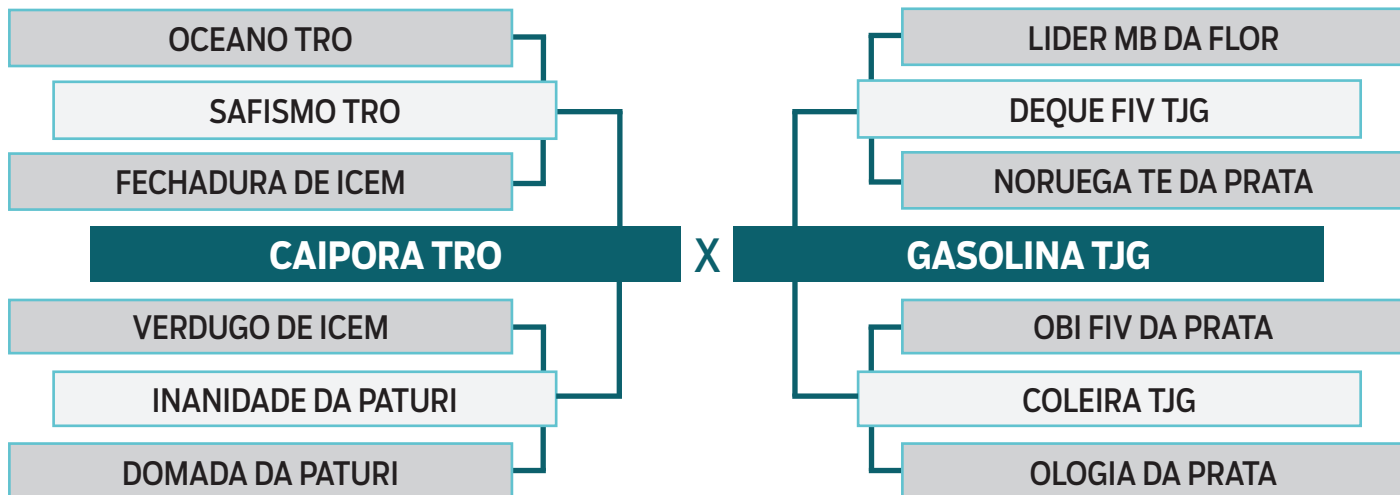 OCEANO TRO
SAFISMO TRO
FECHADURA DE ICEM
CAIPORA TRO
VERDUGO DE ICEM
INANIDADE DA PATURI
DOMADA DA PATURI
X
LIDER MB DA FLOR
DEQUE FIV TJG
NORUEGA TE DA PRATA
GASOLINA TJG
OBI FIV DA PRATA
COLEIRA TJG
OLOGIA DA PRATA